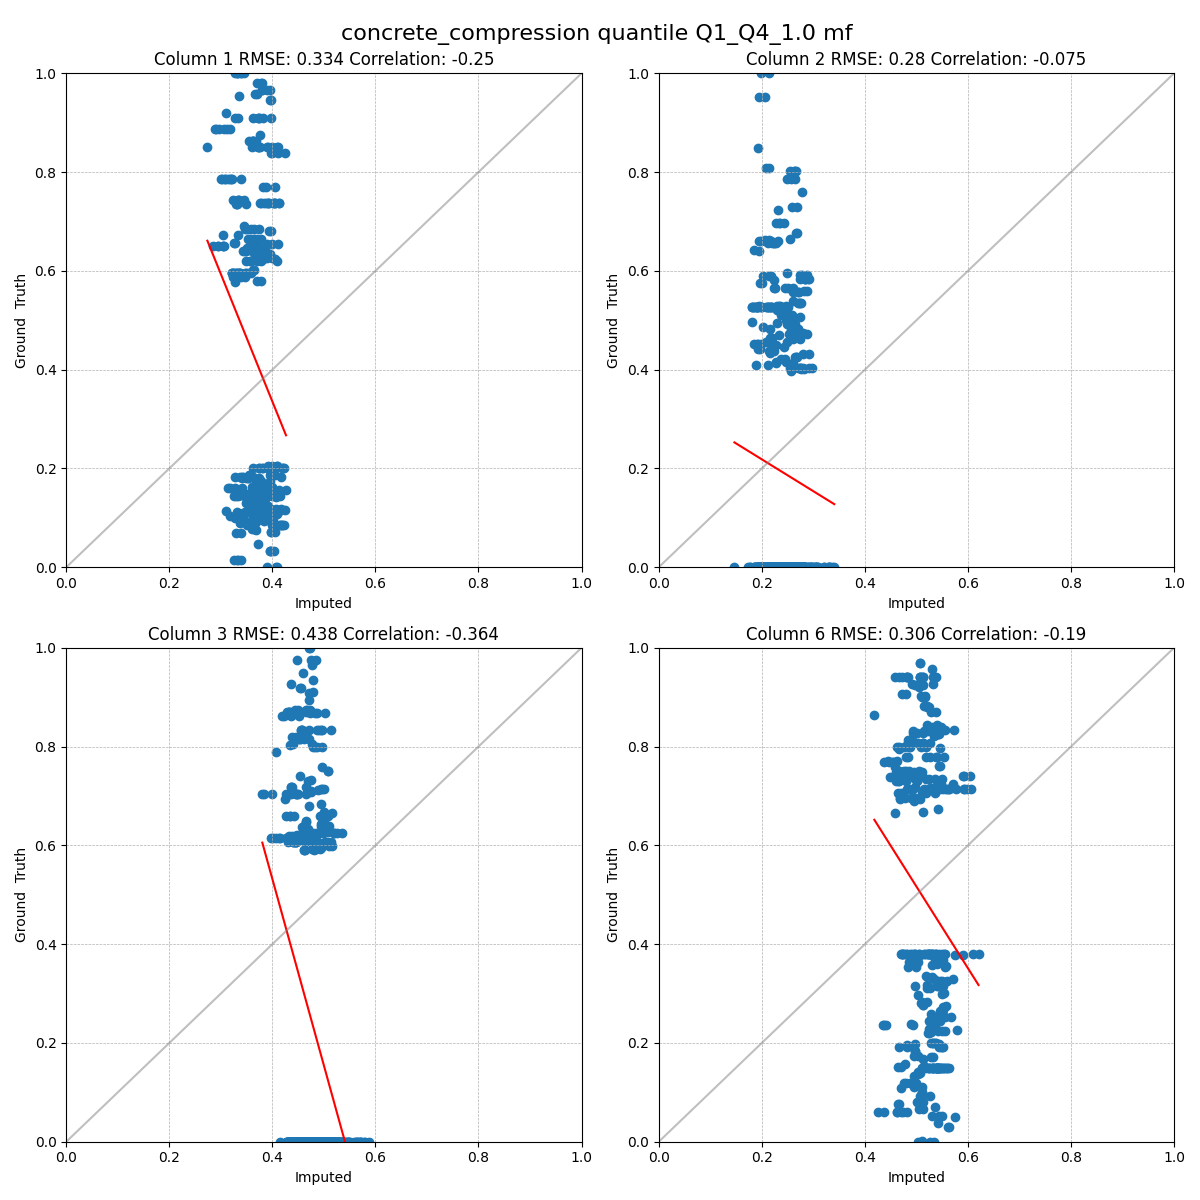 concrete_compression quantile Q1_Q4_1.0 mf
Column 1 RMSE: 0.334 Correlation: -0.25
1.0
0.8
0.6
0.4
0.2
0.0
Ground Truth
0.0 0.2 0.4 0.6 0.8 1.0
Imputed
Column 2 RMSE: 0.28 Correlation: -0.075
1.0
0.8
0.6
0.4
0.2
0.0
Ground Truth
0.0 0.2 0.4 0.6 0.8 1.0
Imputed
Column 3 RMSE: 0.438 Correlation: -0.364
1.0
0.8
0.6
0.4
0.2
0.0
Ground Truth
0.0 0.2 0.4 0.6 0.8 1.0
Imputed
Column 6 RMSE: 0.306 Correlation: -0.19
1.0
0.8
0.6
0.4
0.2
0.0
Ground Truth
0.0 0.2 0.4 0.6 0.8 1.0
Imputed